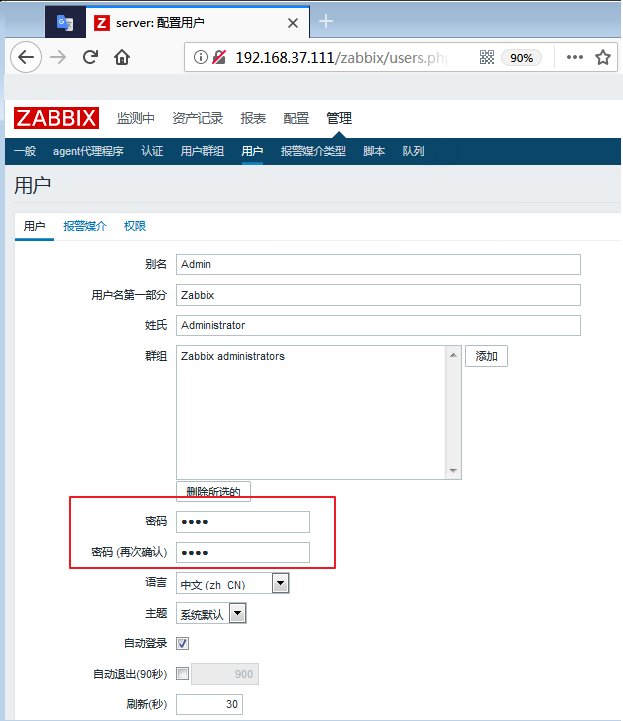 Z server: 配置用户
192.168.37.111/zabbix/users.ph
90%
ZABBIX 监测中 资产记录 报表 配置 管理
一般 agent代理程序 认证 用户群组 用户 报警媒介类型 脚本 队列
用户
用户 报警媒介 权限
别名 Admin
用户名第一部分 Zabbix
姓氏 Administrator
群组 Zabbix administrators 添加
删除所选的
密码 ●●●●
密码 (再次确认) ●●●●
语言 中文 (zh_CN)
主题 系统默认
自动登录
自动退出(90秒) 900
刷新(秒) 30